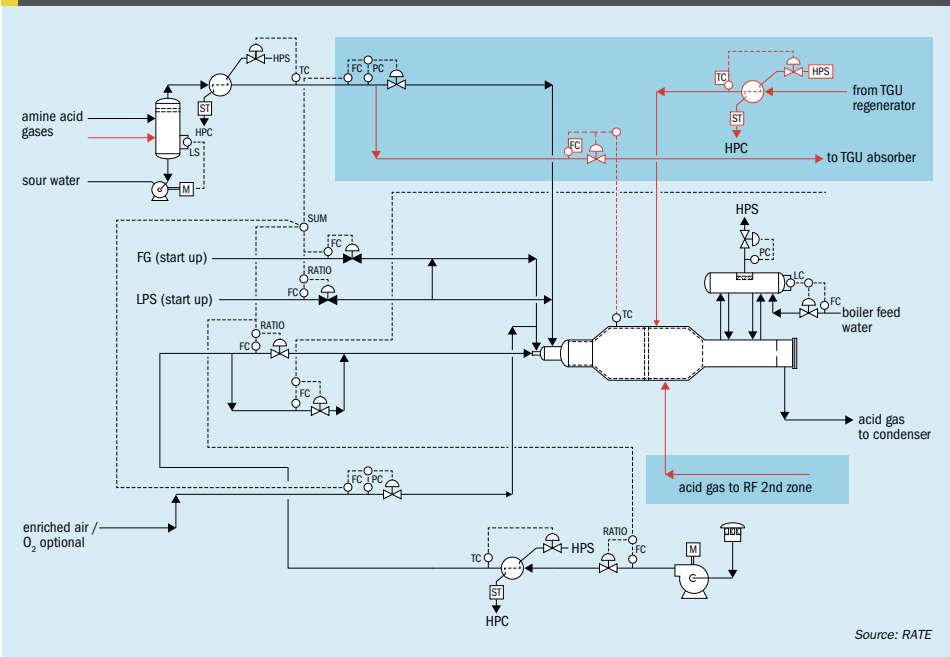 HPS
TC
FC
PC
ST
HPC
amine acid
gases
LS
sour water
M
TC
HPS
ST
HPC
from TGU
regenerator
FC
to TGU absorber
SUM
FG (start up)
FC
RATIO
LPS (start up)
FC
RATIO
FC
FC
TC
HPS
PC
LC
FC
boiler feed
water
acid gas
to condenser
acid gas to RF 2nd zone
FC
PC
enriched air /
O2 optional
TC
HPS
ST
HPC
RATIO
FC
M
Source: RATE